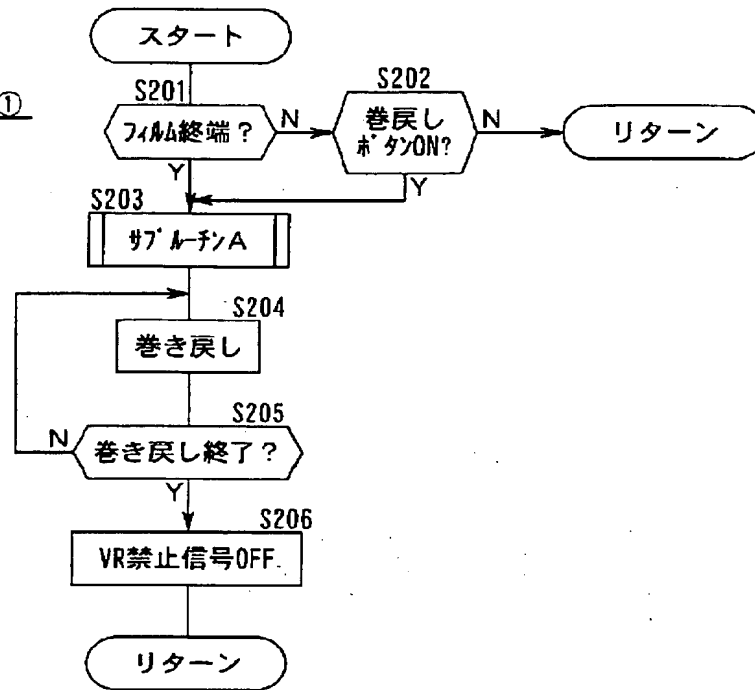 スタート
①
S201
フィルム終端？
N
Y
S202
巻戻し
ボタンON?
N
Y
リターン
S203
サブルーチンA
S204
巻き戻し
S205
巻き戻し終了？
N
Y
S206
VR禁止信号OFF
リターン